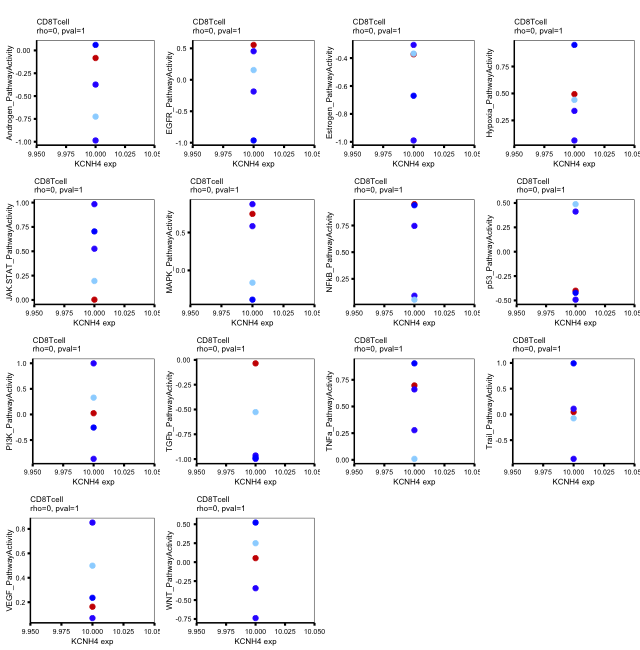 CD8Tcell
rho=0, pval=1
Androgen_PathwayActivity
0.00
-0.25
-0.50
-0.75
-1.00
9.950 9.975 10.000 10.025 10.05
KCNH4 exp
CD8Tcell
rho=0, pval=1
EGFR_PathwayActivity
0.5
0.0
-0.5
-1.0
9.950 9.975 10.000 10.025 10.05
KCNH4 exp
CD8Tcell
rho=0, pval=1
Estrogen_PathwayActivity
-0.4
-0.6
-0.8
-1.0
9.950 9.975 10.000 10.025 10.05
KCNH4 exp
CD8Tcell
rho=0, pval=1
Hypoxia_PathwayActivity
0.75
0.50
0.25
9.950 9.975 10.000 10.025 10.05
KCNH4 exp
CD8Tcell
rho=0, pval=1
JAK.STAT_PathwayActivity
1.00
0.75
0.50
0.25
0.00
9.950 9.975 10.000 10.025 10.05
KCNH4 exp
CD8Tcell
rho=0, pval=1
MAPK_PathwayActivity
0.5
0.0
9.950 9.975 10.000 10.025 10.05
KCNH4 exp
CD8Tcell
rho=0, pval=1
NFkB_PathwayActivity
0.75
0.50
0.25
9.950 9.975 10.000 10.025 10.05
KCNH4 exp
CD8Tcell
rho=0, pval=1
p53_PathwayActivity
0.50
0.25
0.00
-0.25
-0.50
9.950 9.975 10.000 10.025 10.05
KCNH4 exp
CD8Tcell
rho=0, pval=1
PI3K_PathwayActivity
1.0
0.5
0.0
-0.5
9.950 9.975 10.000 10.025 10.05
KCNH4 exp
CD8Tcell
rho=0, pval=1
TGFb_PathwayActivity
0.00
-0.25
-0.50
-0.75
-1.00
9.950 9.975 10.000 10.025 10.05
KCNH4 exp
CD8Tcell
rho=0, pval=1
TNFa_PathwayActivity
0.75
0.50
0.25
0.00
9.950 9.975 10.000 10.025 10.05
KCNH4 exp
CD8Tcell
rho=0, pval=1
Trail_PathwayActivity
1.0
0.5
0.0
-0.5
9.950 9.975 10.000 10.025 10.05
KCNH4 exp
CD8Tcell
rho=0, pval=1
VEGF_PathwayActivity
0.8
0.6
0.4
0.2
9.950 9.975 10.000 10.025 10.05
KCNH4 exp
CD8Tcell
rho=0, pval=1
WNT_PathwayActivity
0.50
0.25
0.00
-0.25
-0.50
-0.75
9.950 9.975 10.000 10.025 10.050
KCNH4 exp